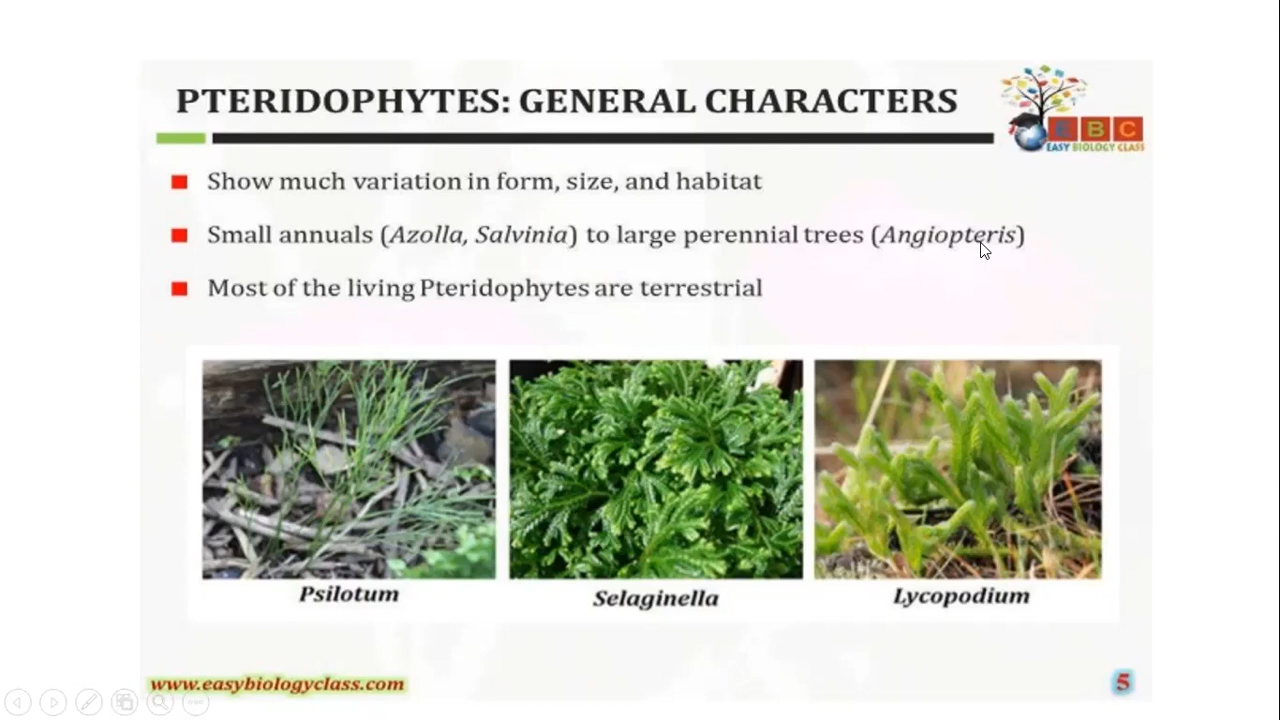 PTERIDOPHYTES: GENERAL CHARACTERS
E B C
EASY BIOLOGY CLASS
Show much variation in form, size, and habitat
Small annuals (Azolla, Salvinia) to large perennial trees (Angiopteris)
Most of the living Pteridophytes are terrestrial
Psilotum
Selaginella
Lycopodium
www.easybiologyclass.com
5